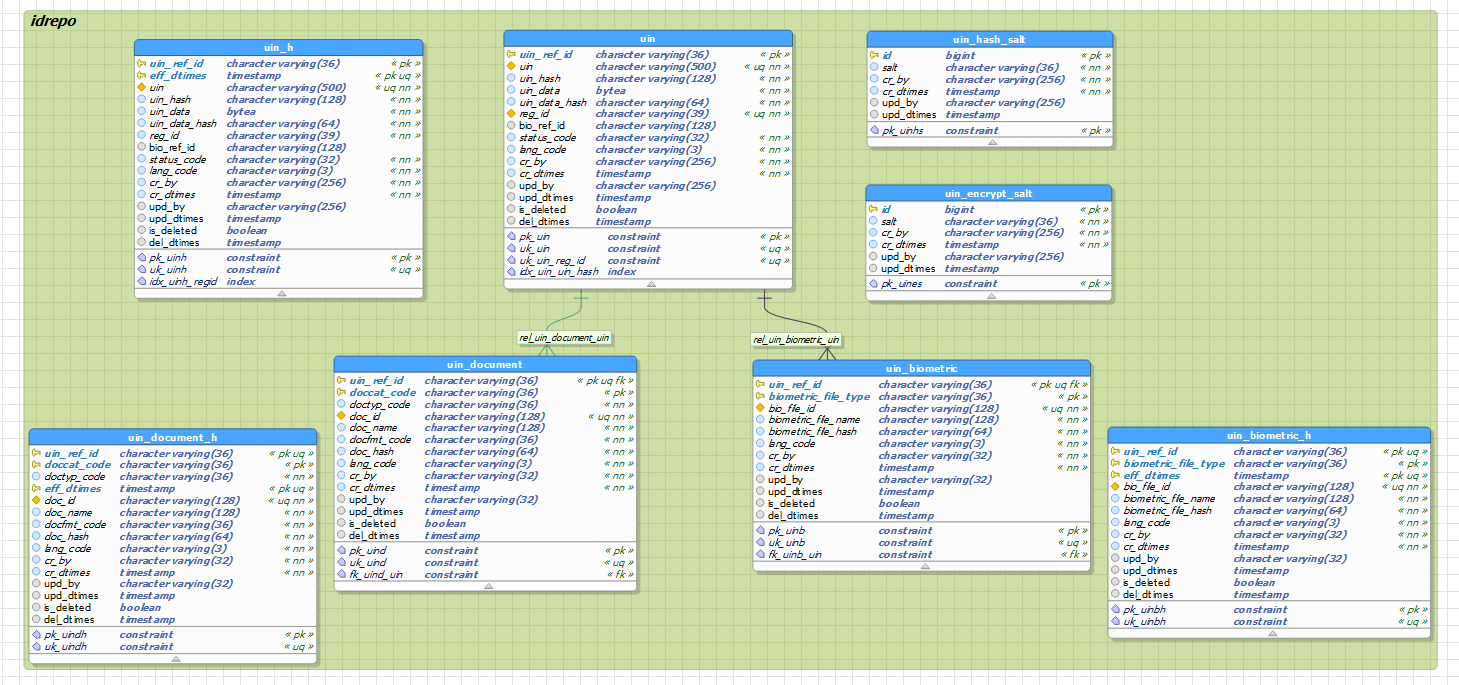 idrepo
uin_h
uin_ref_id character varying(36) « pk »
eff_dtimes timestamp « pk uq »
uin character varying(500) « uq nn »
uin_hash character varying(128) « nn »
uin_data bytea « nn »
uin_data_hash character varying(64) « nn »
reg_id character varying(39) « nn »
bio_ref_id character varying(128)
status_code character varying(32) « nn »
lang_code character varying(3) « nn »
cr_by character varying(256) « nn »
cr_dtimes timestamp « nn »
upd_by character varying(256)
upd_dtimes timestamp
is_deleted boolean
del_dtimes timestamp
pk_uinh constraint « pk »
uk_uinh constraint « uq »
idx_uinh_regid index
uin
uin_ref_id character varying(36) « pk »
uin character varying(500) « uq nn »
uin_hash character varying(128) « nn »
uin_data bytea « nn »
uin_data_hash character varying(64) « nn »
reg_id character varying(39) « uq nn »
bio_ref_id character varying(128)
status_code character varying(32) « nn »
lang_code character varying(3) « nn »
cr_by character varying(256) « nn »
cr_dtimes timestamp « nn »
upd_by character varying(256)
upd_dtimes timestamp
is_deleted boolean
del_dtimes timestamp
pk_uin constraint « pk »
uk_uin constraint « uq »
uk_uin_reg_id constraint « uq »
idx_uin_uin_hash index
uin_hash_salt
id bigint « pk »
salt character varying(36) « nn »
cr_by character varying(256) « nn »
cr_dtimes timestamp « nn »
upd_by character varying(256)
upd_dtimes timestamp
pk_uinhs constraint « pk »
uin_encrypt_salt
id bigint « pk »
salt character varying(36) « nn »
cr_by character varying(256) « nn »
cr_dtimes timestamp « nn »
upd_by character varying(256)
upd_dtimes timestamp
pk_uines constraint « pk »
rel_uin_document_uin
rel_uin_biometric_uin
uin_document
uin_ref_id character varying(36) « pk uq fk »
doccat_code character varying(36) « pk »
doctyp_code character varying(36) « nn »
doc_id character varying(128) « uq nn »
doc_name character varying(128) « nn »
docfmt_code character varying(36) « nn »
doc_hash character varying(64) « nn »
lang_code character varying(3) « nn »
cr_by character varying(32) « nn »
cr_dtimes timestamp « nn »
upd_by character varying(32)
upd_dtimes timestamp
is_deleted boolean
del_dtimes timestamp
pk_uind constraint « pk »
uk_uind constraint « uq »
fk_uind_uin constraint « fk »
uin_biometric
uin_ref_id character varying(36) « pk uq fk »
biometric_file_type character varying(36) « pk »
bio_file_id character varying(128) « uq nn »
biometric_file_name character varying(128) « nn »
biometric_file_hash character varying(64) « nn »
lang_code character varying(3) « nn »
cr_by character varying(32) « nn »
cr_dtimes timestamp « nn »
upd_by character varying(32)
upd_dtimes timestamp
is_deleted boolean
del_dtimes timestamp
pk_uinb constraint « pk »
uk_uinb constraint « uq »
fk_uinb_uin constraint « fk »
uin_document_h
uin_ref_id character varying(36) « pk uq »
doccat_code character varying(36) « pk »
doctyp_code character varying(36) « nn »
eff_dtimes timestamp « pk uq »
doc_id character varying(128) « uq nn »
doc_name character varying(128) « nn »
docfmt_code character varying(36) « nn »
doc_hash character varying(64) « nn »
lang_code character varying(3) « nn »
cr_by character varying(32) « nn »
cr_dtimes timestamp « nn »
upd_by character varying(32)
upd_dtimes timestamp
is_deleted boolean
del_dtimes timestamp
pk_uindh constraint « pk »
uk_uindh constraint « uq »
uin_biometric_h
uin_ref_id character varying(36) « pk uq »
biometric_file_type character varying(36) « pk »
eff_dtimes timestamp « pk uq »
bio_file_id character varying(128) « uq nn »
biometric_file_name character varying(128) « nn »
biometric_file_hash character varying(64) « nn »
lang_code character varying(3) « nn »
cr_by character varying(32) « nn »
cr_dtimes timestamp « nn »
upd_by character varying(32)
upd_dtimes timestamp
is_deleted boolean
del_dtimes timestamp
pk_uinbh constraint « pk »
uk_uinbh constraint « uq »